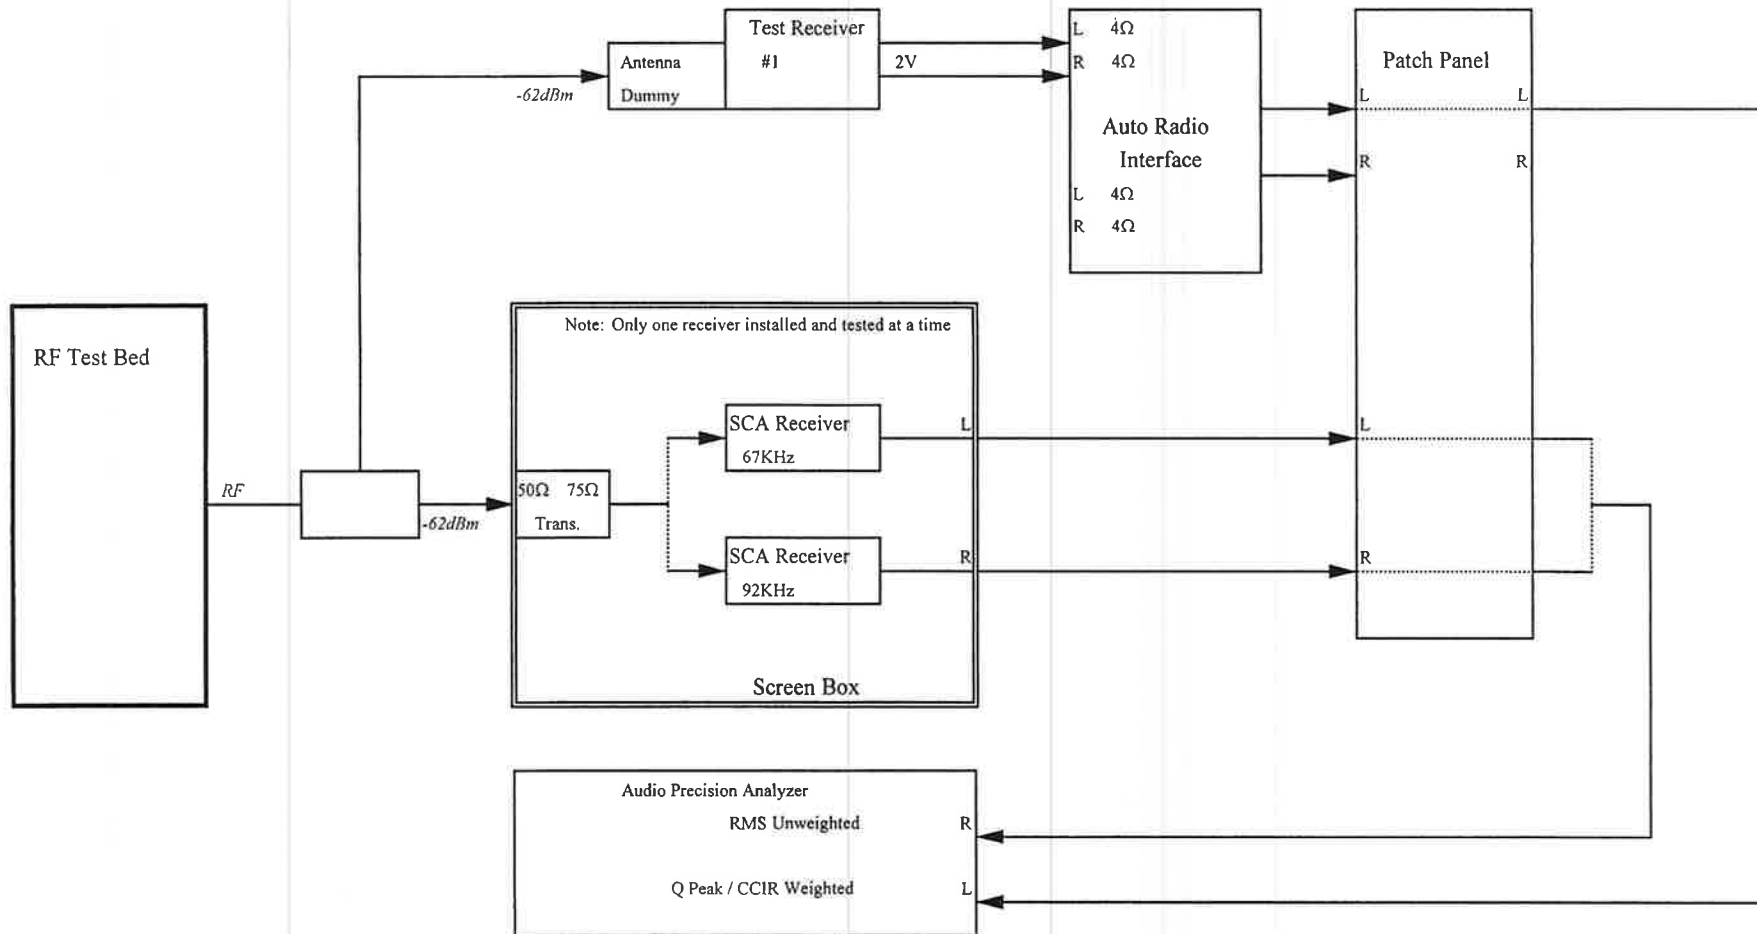 Test Receiver
#1
Antenna
Dummy
-62dBm
2V
L 4Ω
R 4Ω
Auto Radio
Interface
L 4Ω
R 4Ω
Patch Panel
L L
R R
RF Test Bed
RF
-62dBm
Note: Only one receiver installed and tested at a time
SCA Receiver
67KHz
L
50Ω 75Ω
Trans.
SCA Receiver
92KHz
R
Screen Box
L
R
Audio Precision Analyzer
RMS Unweighted R
Q Peak / CCIR Weighted L